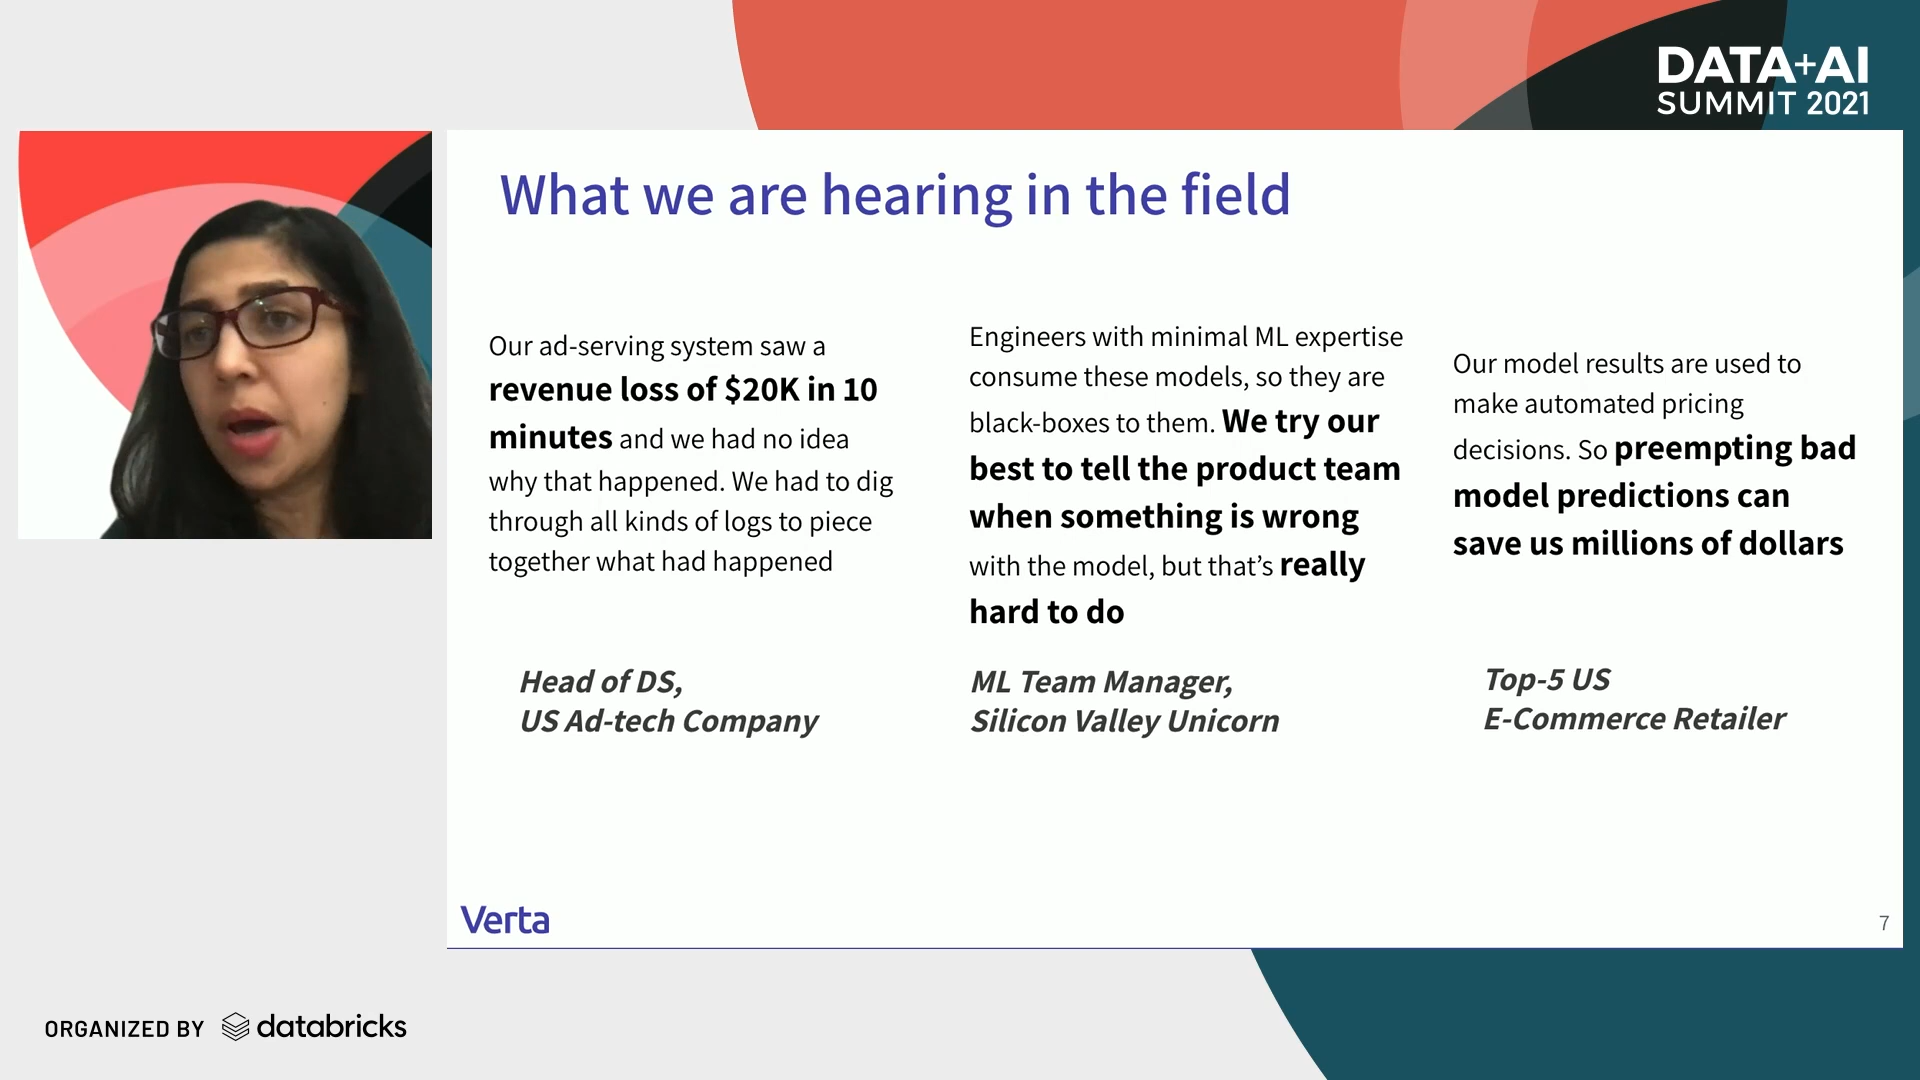 DATA+AI
SUMMIT 2021
What we are hearing in the field
Our ad-serving system saw a
revenue loss of $20K in 10
minutes and we had no idea
why that happened. We had to dig
through all kinds of logs to piece
together what had happened
Head of DS,
US Ad-tech Company
Engineers with minimal ML expertise
consume these models, so they are
black-boxes to them. We try our
best to tell the product team
when something is wrong
with the model, but that’s really
hard to do
ML Team Manager,
Silicon Valley Unicorn
Our model results are used to
make automated pricing
decisions. So preempting bad
model predictions can
save us millions of dollars
Top-5 US
E-Commerce Retailer
Verta
7
ORGANIZED BY databricks